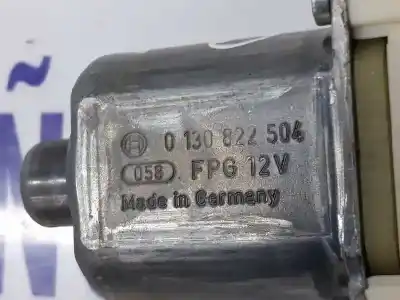 0 130 822 504
058 FPG 12V
Made in Germany
Ñ